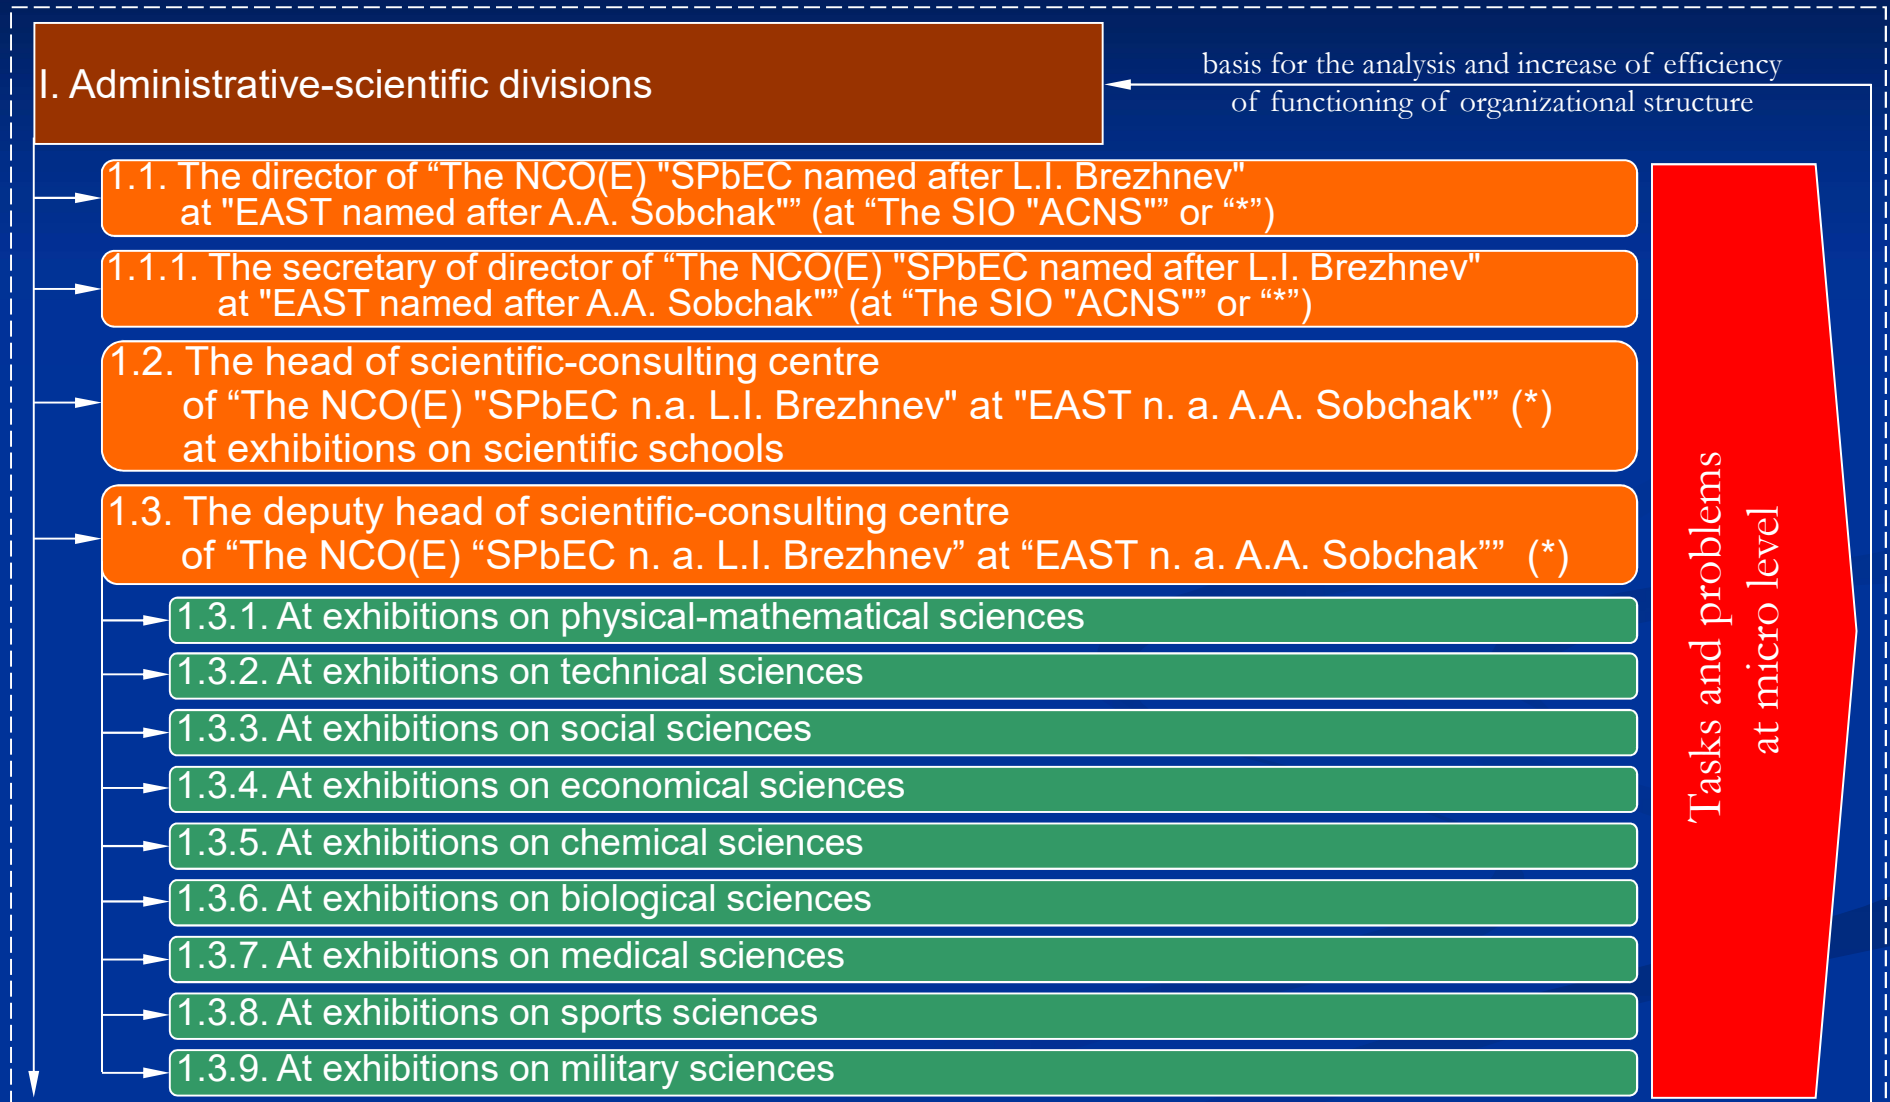 I. Administrative-scientific divisions
basis for the analysis and increase of efficiency
of functioning of organizational structure
1.1. The director of “The NCO(E) "SPbEC named after L.I. Brezhnev"
at "EAST named after A.A. Sobchak"” (at “The SIO "ACNS"” or “*”)
1.1.1. The secretary of director of “The NCO(E) "SPbEC named after L.I. Brezhnev"
at "EAST named after A.A. Sobchak"” (at “The SIO "ACNS"” or “*”)
1.2. The head of scientific-consulting centre
of “The NCO(E) "SPbEC n.a. L.I. Brezhnev" at "EAST n. a. A.A. Sobchak"” (*)
at exhibitions on scientific schools
1.3. The deputy head of scientific-consulting centre
of “The NCO(E) “SPbEC n. a. L.I. Brezhnev” at “EAST n. a. A.A. Sobchak”” (*)
1.3.1. At exhibitions on physical-mathematical sciences
1.3.2. At exhibitions on technical sciences
1.3.3. At exhibitions on social sciences
1.3.4. At exhibitions on economical sciences
1.3.5. At exhibitions on chemical sciences
1.3.6. At exhibitions on biological sciences
1.3.7. At exhibitions on medical sciences
1.3.8. At exhibitions on sports sciences
1.3.9. At exhibitions on military sciences
Tasks and problems
at micro level